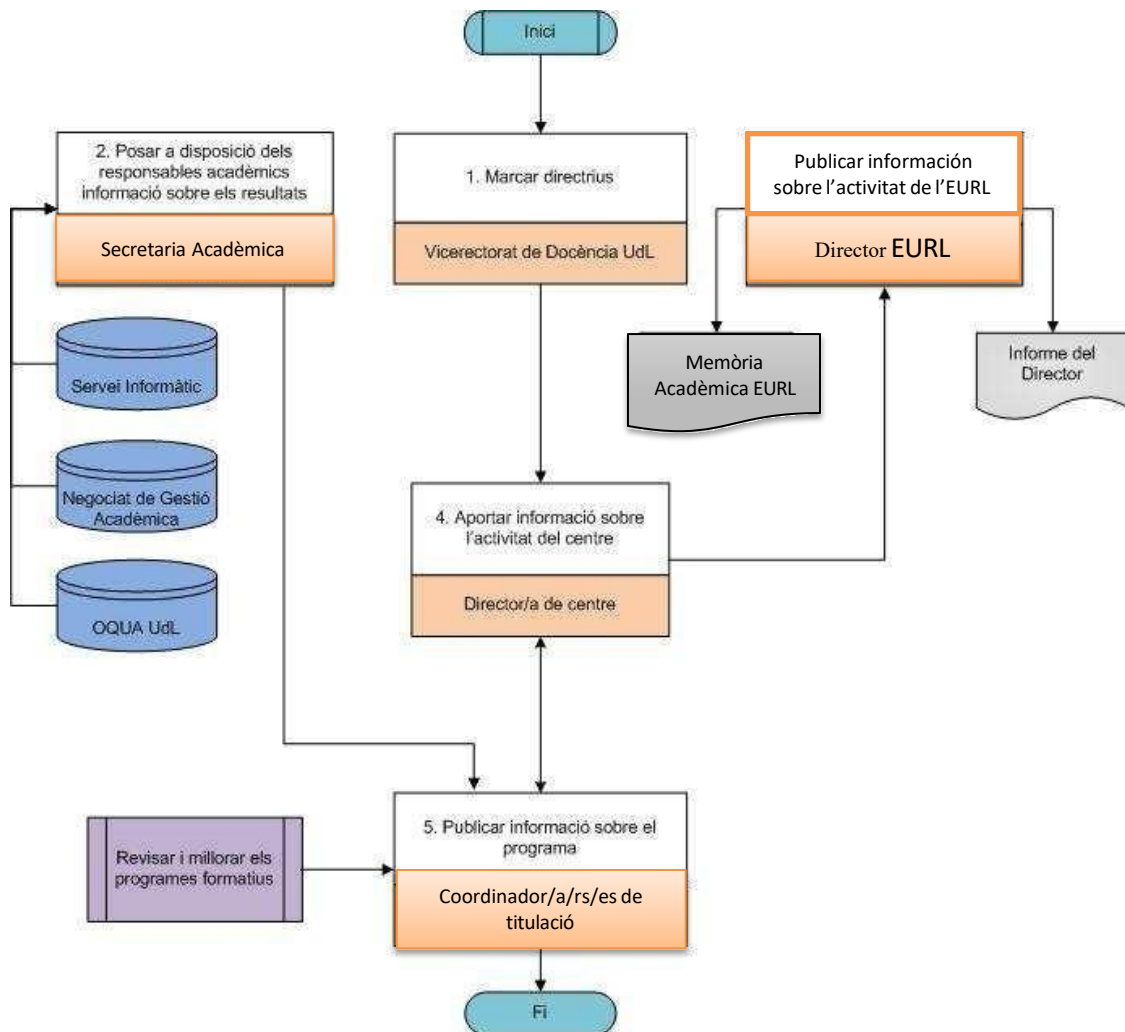 Inici
2. Posar a disposició dels
responsables acadèmics
informació sobre els resultats
Secretaria Acadèmica
1. Marcar directrius
Vicerectorat de Docència UdL
Publicar información
sobre l'activitat de l'EURL
Director EURL
Servei Informàtic
Negociat de Gestió
Acadèmica
OQUA UdL
Memòria
Acadèmica EURL
Informe del
Director
4. Aportar informació sobre
l'activitat del centre
Director/a de centre
Revisar i millorar els
programes formatius
5. Publicar informació sobre el
programa
Coordinador/a/rs/es de
titulació
Fi